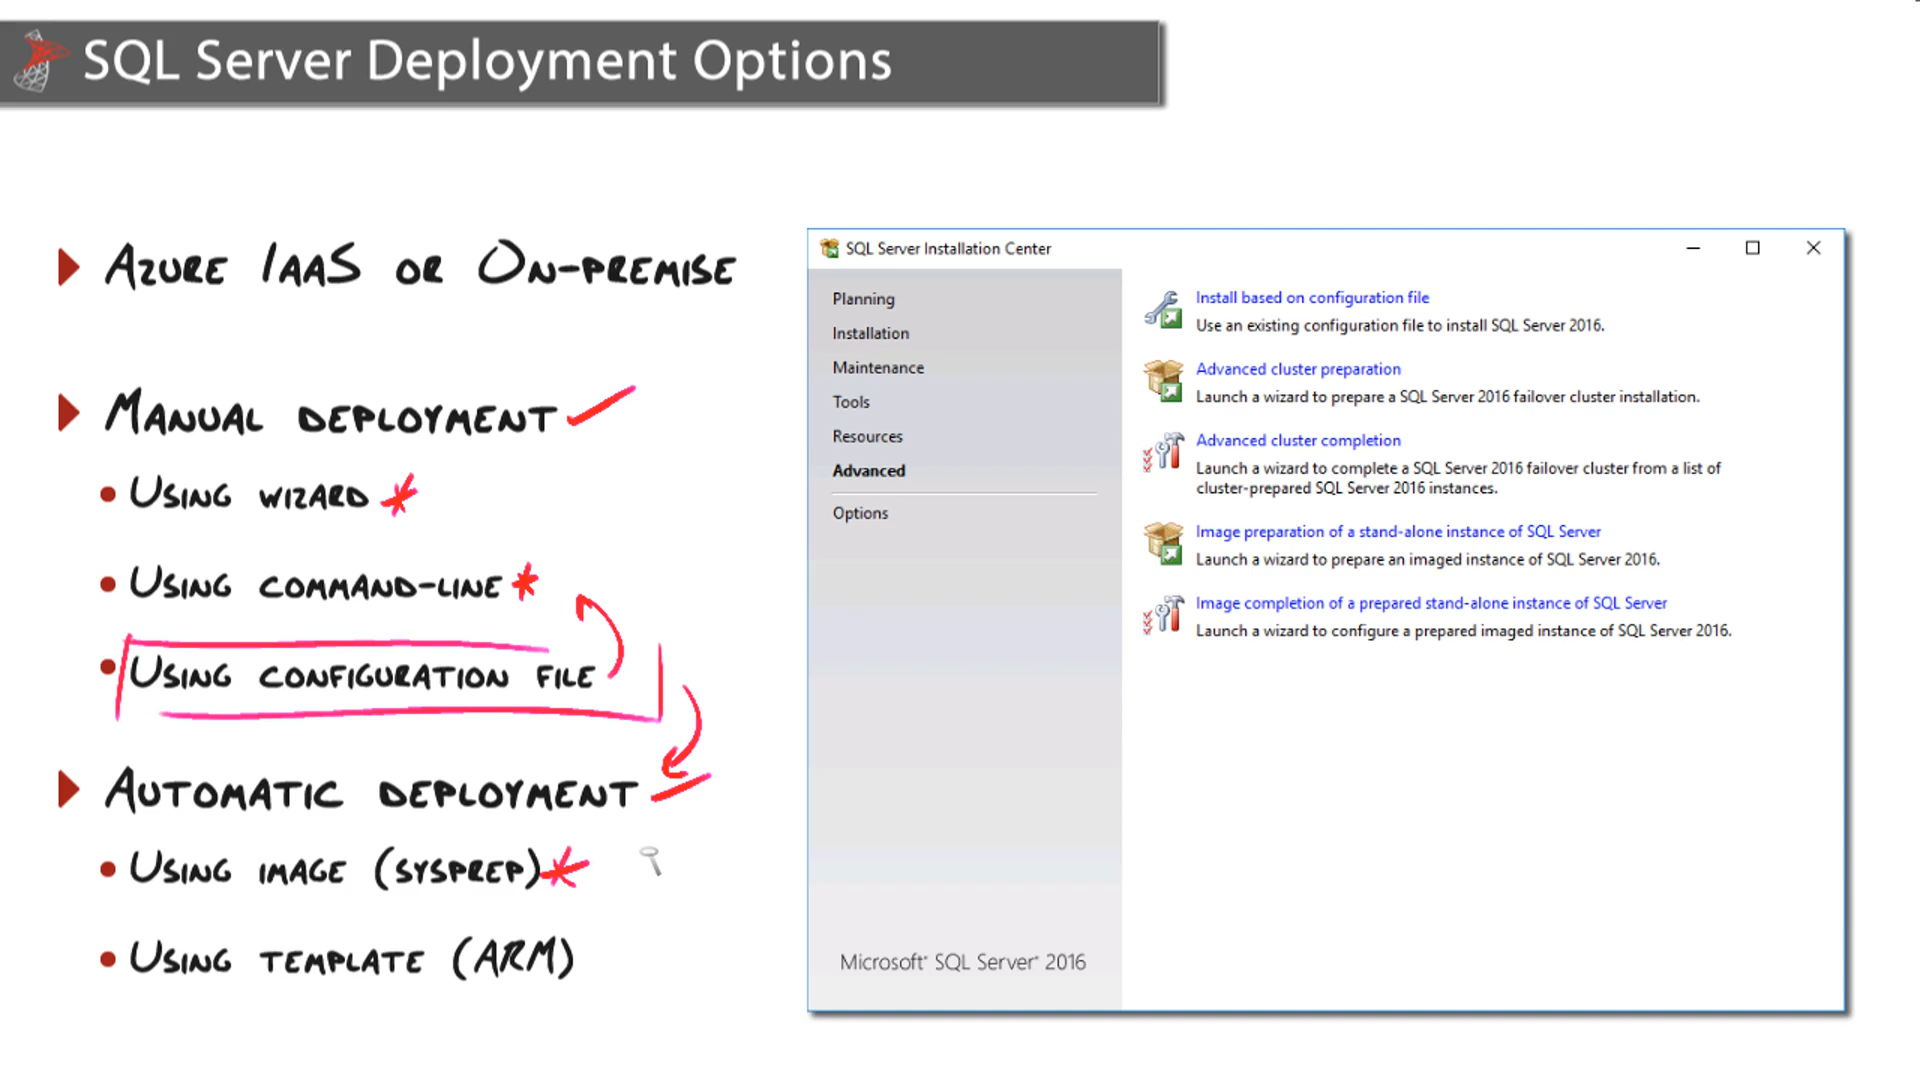 SQL Server Deployment Options
AZURE IAAS OR ON-PREMISE
MANUAL DEPLOYMENT
USING WIZARD
USING COMMAND-LINE
USING CONFIGURATION FILE
AUTOMATIC DEPLOYMENT
USING IMAGE (SYSPREP)
USING TEMPLATE (ARM)
SQL Server Installation Center
Planning
Installation
Maintenance
Tools
Resources
Advanced
Options
Microsoft® SQL Server® 2016
Install based on configuration file
Use an existing configuration file to install SQL Server 2016.
Advanced cluster preparation
Launch a wizard to prepare a SQL Server 2016 failover cluster installation.
Advanced cluster completion
Launch a wizard to complete a SQL Server 2016 failover cluster from a list of
cluster-prepared SQL Server 2016 instances.
Image preparation of a stand-alone instance of SQL Server
Launch a wizard to prepare an imaged instance of SQL Server 2016.
Image completion of a prepared stand-alone instance of SQL Server
Launch a wizard to configure a prepared imaged instance of SQL Server 2016.